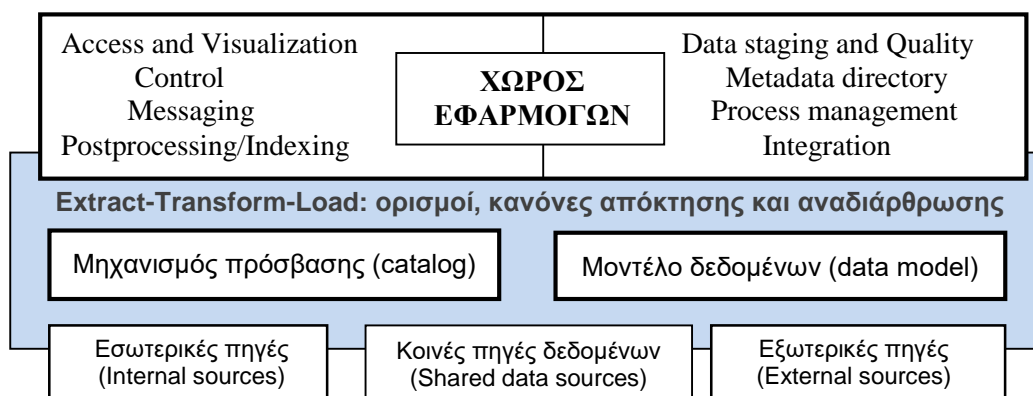 Access and Visualization
Control
Messaging
Postprocessing/Indexing
ΧΩΡΟΣ
ΕΦΑΡΜΟΓΩΝ
Data staging and Quality
Metadata directory
Process management
Integration
Extract-Transform-Load: ορισμοί, κανόνες απόκτησης και αναδιάρθρωσης
Μηχανισμός πρόσβασης (catalog)
Μοντέλο δεδομένων (data model)
Εσωτερικές πηγές
(Internal sources)
Κοινές πηγές δεδομένων
(Shared data sources)
Εξωτερικές πηγές
(External sources)